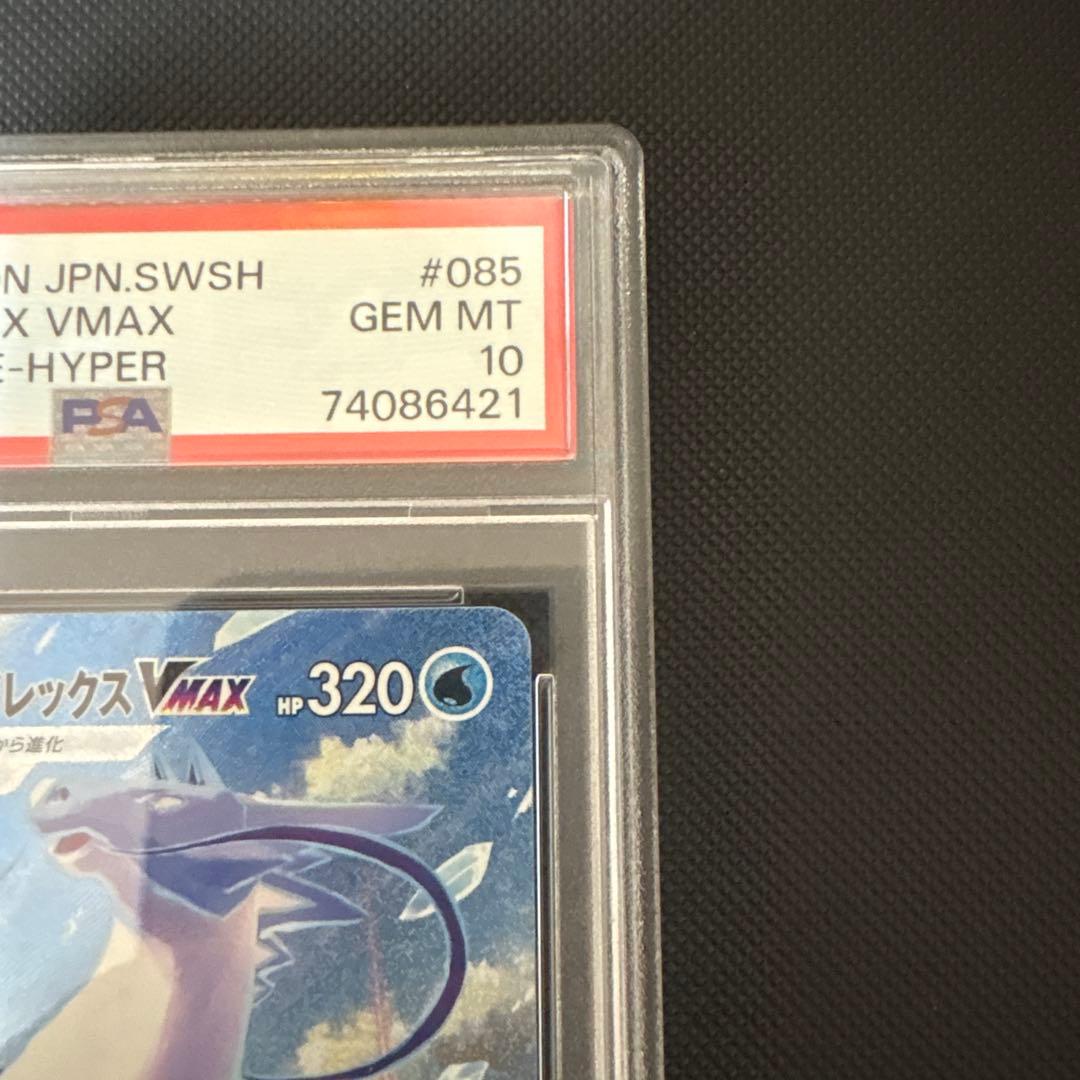 ON JPN.SWSH #085
X VMAX GEM MT
E-HYPER 10
PSA 74086421
レックス VMAX HP 320
から進化